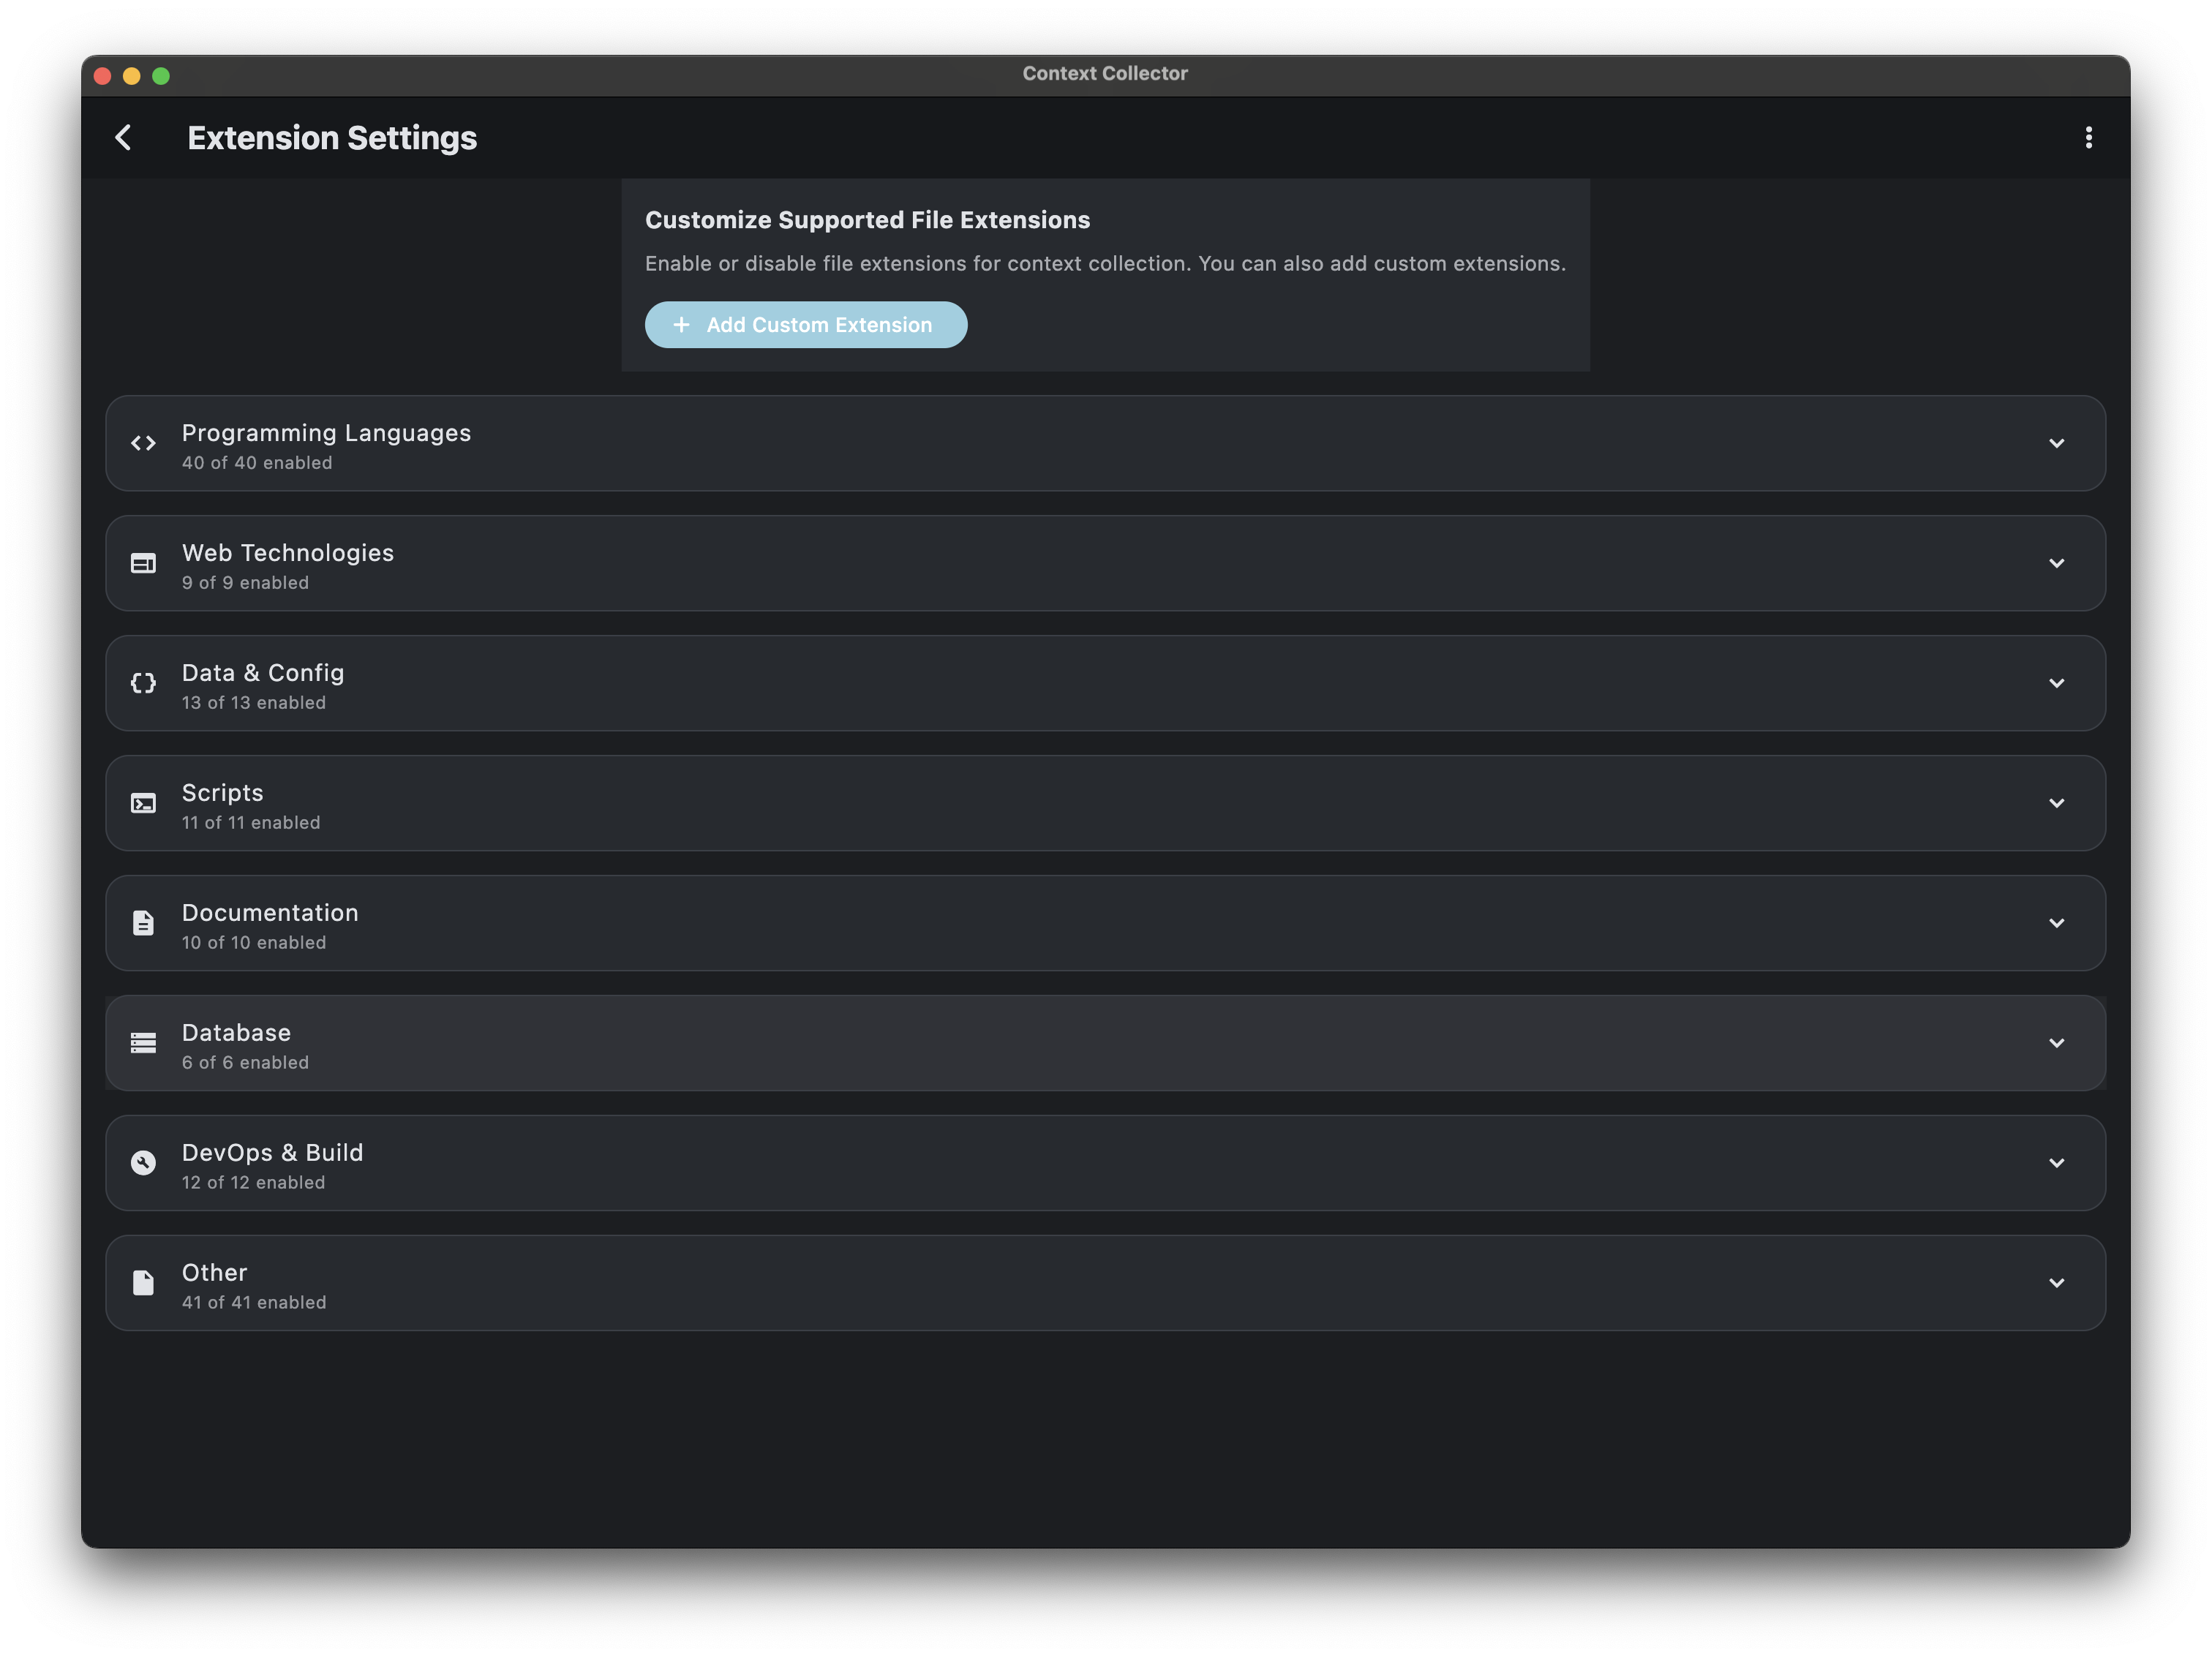 Context Collector
Extension Settings
Customize Supported File Extensions
Enable or disable file extensions for context collection. You can also add custom extensions.
+ Add Custom Extension
Programming Languages
40 of 40 enabled
Web Technologies
9 of 9 enabled
Data & Config
13 of 13 enabled
Scripts
11 of 11 enabled
Documentation
10 of 10 enabled
Database
6 of 6 enabled
DevOps & Build
12 of 12 enabled
Other
41 of 41 enabled